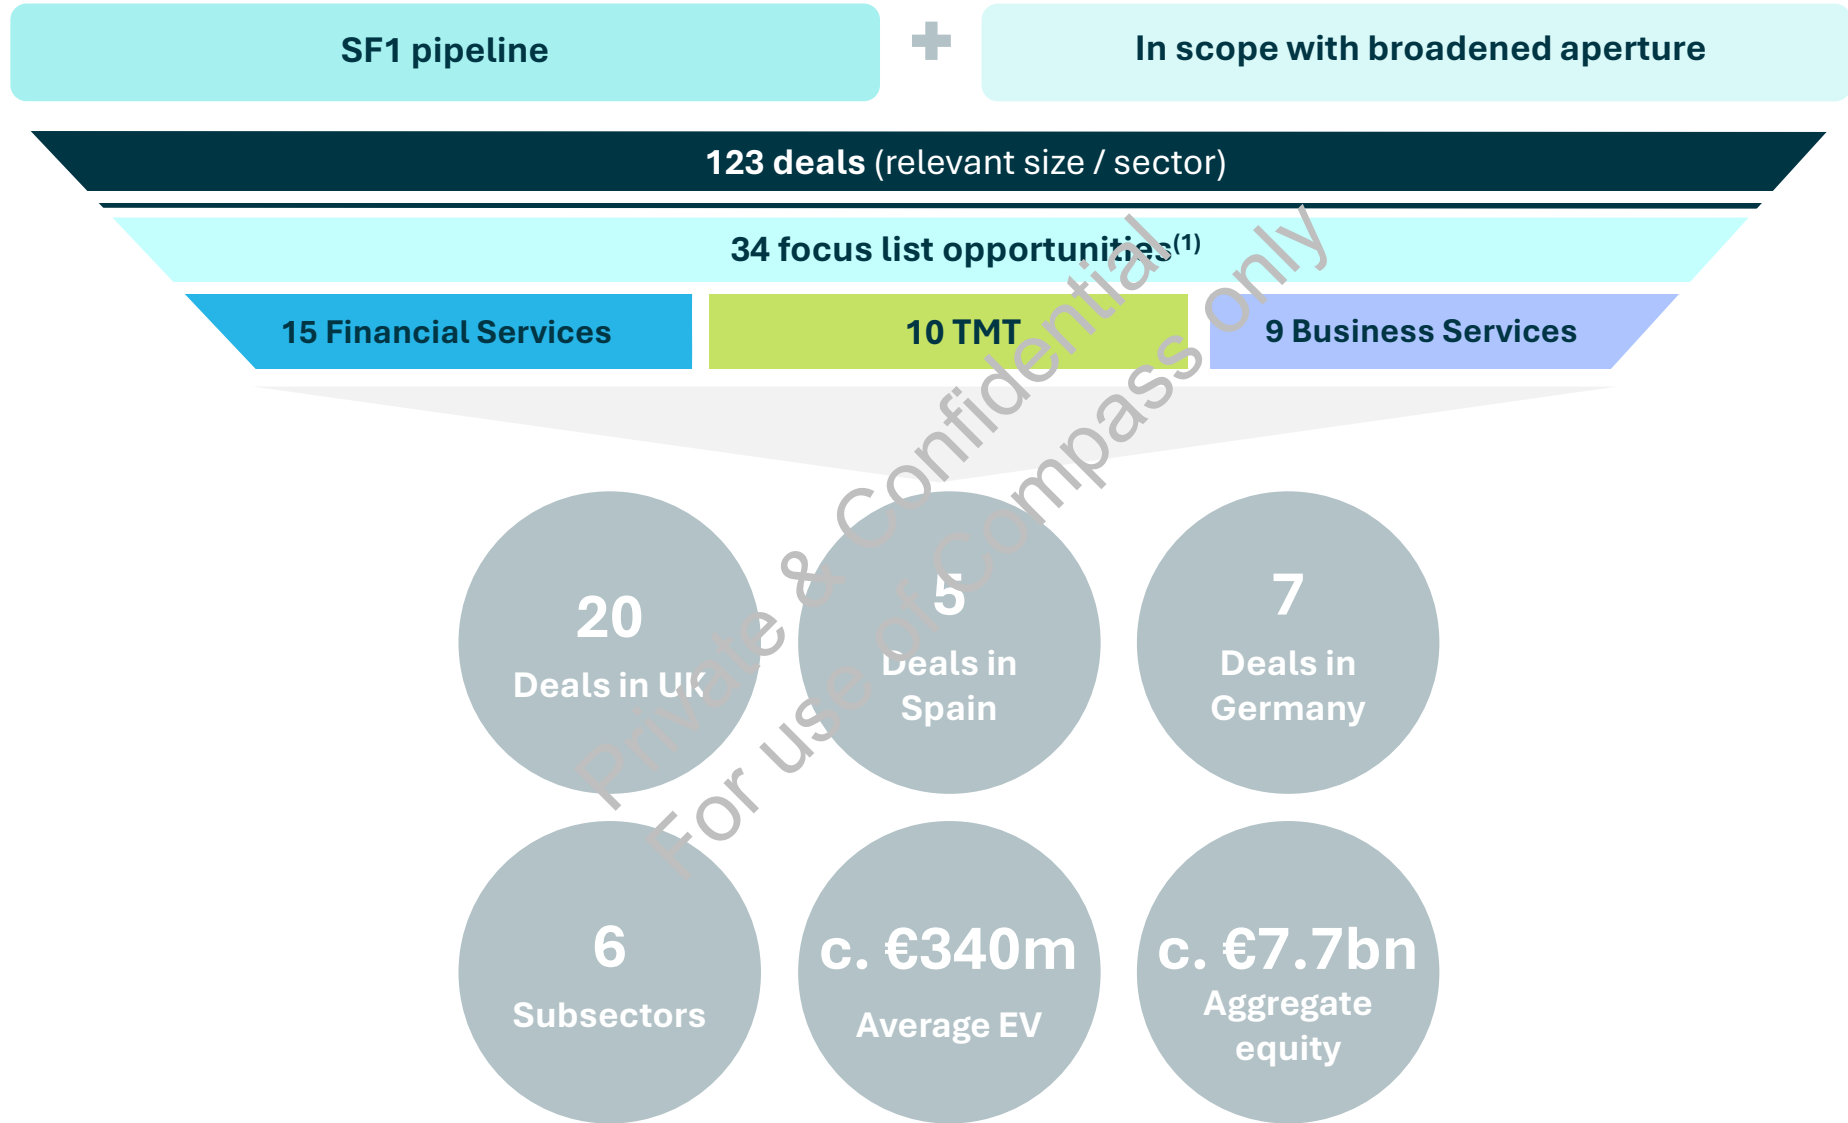 SF1 pipeline
In scope with broadened aperture
123 deals (relevant size / sector)
34 focus list opportunities(1)
15 Financial Services
10 TMT
9 Business Services
20
Deals in UK
5
Deals in
Spain
7
Deals in
Germany
6
Subsectors
c. €340m
Average EV
c. €7.7bn
Aggregate
equity
Private & Confidential
For use of Compass only